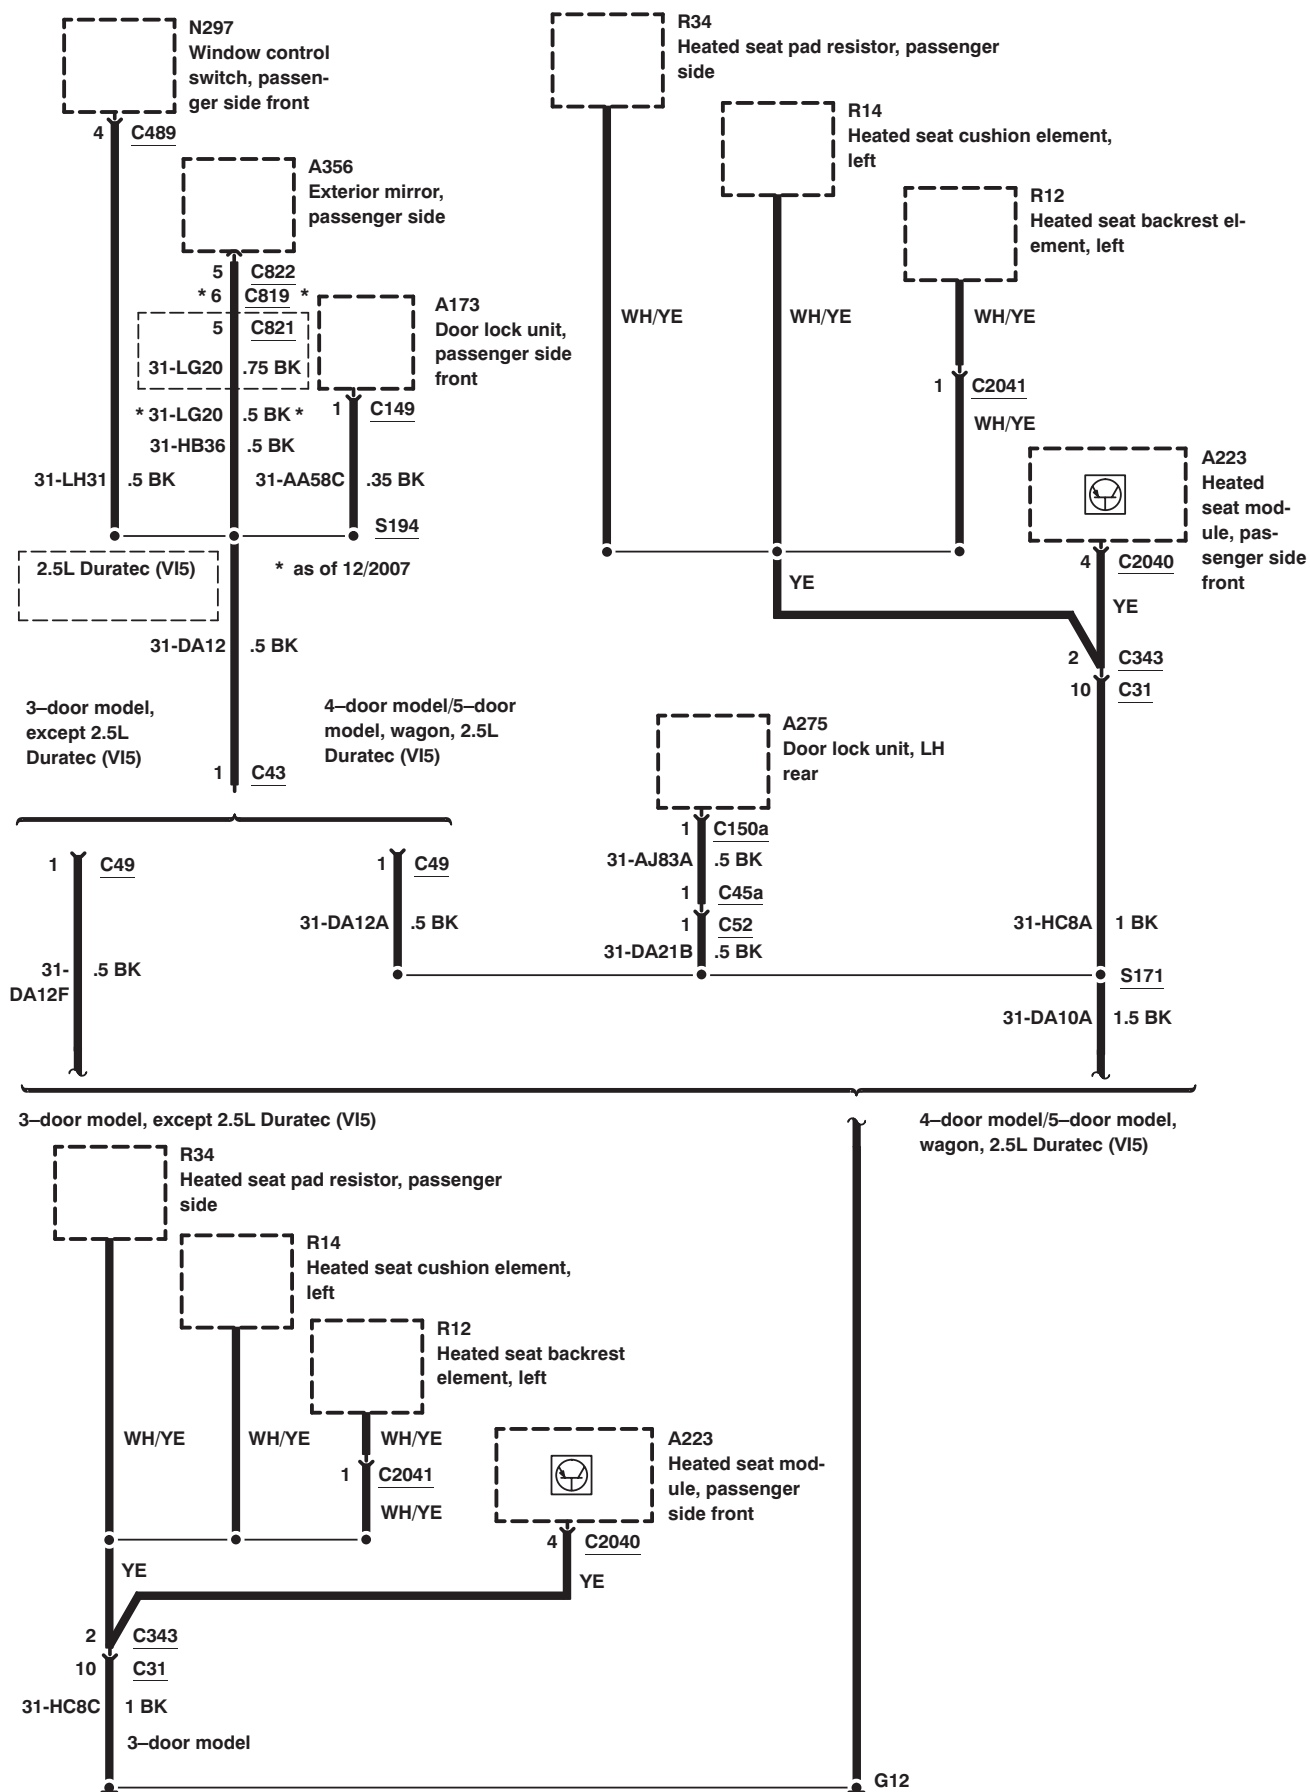 N297
Window control
switch, passen-
ger side front
4 C489
A356
Exterior mirror,
passenger side
5 C822
* 6 C819 *
5 C821
31-LG20 .75 BK
* 31-LG20 .5 BK *
31-HB36 .5 BK
A173
Door lock unit,
passenger side
front
1 C149
31-LH31 .5 BK
31-AA58C .35 BK
S194
2.5L Duratec (VI5)
* as of 12/2007
31-DA12 .5 BK
3–door model,
except 2.5L
Duratec (VI5)
4–door model/5–door
model, wagon, 2.5L
Duratec (VI5)
1 C43
1 C49
1 C49
31-DA12A .5 BK
31-
DA12F
.5 BK
R34
Heated seat pad resistor, passenger
side
R14
Heated seat cushion element,
left
R12
Heated seat backrest el-
ement, left
WH/YE
WH/YE
WH/YE
1 C2041
WH/YE
A223
Heated
seat mod-
ule, pas-
senger side
front
4 C2040
YE
YE
2 C343
10 C31
A275
Door lock unit, LH
rear
1 C150a
31-AJ83A .5 BK
1 C45a
1 C52
31-DA21B .5 BK
31-HC8A 1 BK
S171
31-DA10A 1.5 BK
3–door model, except 2.5L Duratec (VI5)
4–door model/5–door model,
wagon, 2.5L Duratec (VI5)
R34
Heated seat pad resistor, passenger
side
R14
Heated seat cushion element,
left
R12
Heated seat backrest
element, left
WH/YE
WH/YE
WH/YE
1 C2041
WH/YE
A223
Heated seat mod-
ule, passenger
side front
4 C2040
YE
YE
2 C343
10 C31
31-HC8C 1 BK
3–door model
G12